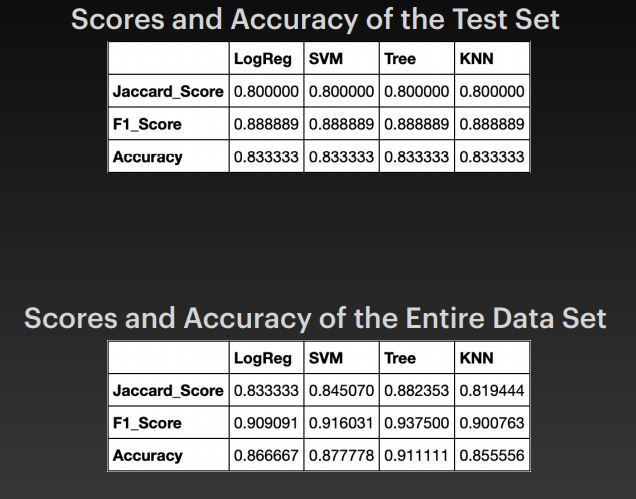 Scores and Accuracy of the Test Set
LogReg SVM Tree KNN
Jaccard_Score 0.800000 0.800000 0.800000 0.800000
F1_Score 0.888889 0.888889 0.888889 0.888889
Accuracy 0.833333 0.833333 0.833333 0.833333
Scores and Accuracy of the Entire Data Set
LogReg SVM Tree KNN
Jaccard_Score 0.833333 0.845070 0.882353 0.819444
F1_Score 0.909091 0.916031 0.937500 0.900763
Accuracy 0.866667 0.877778 0.911111 0.855556